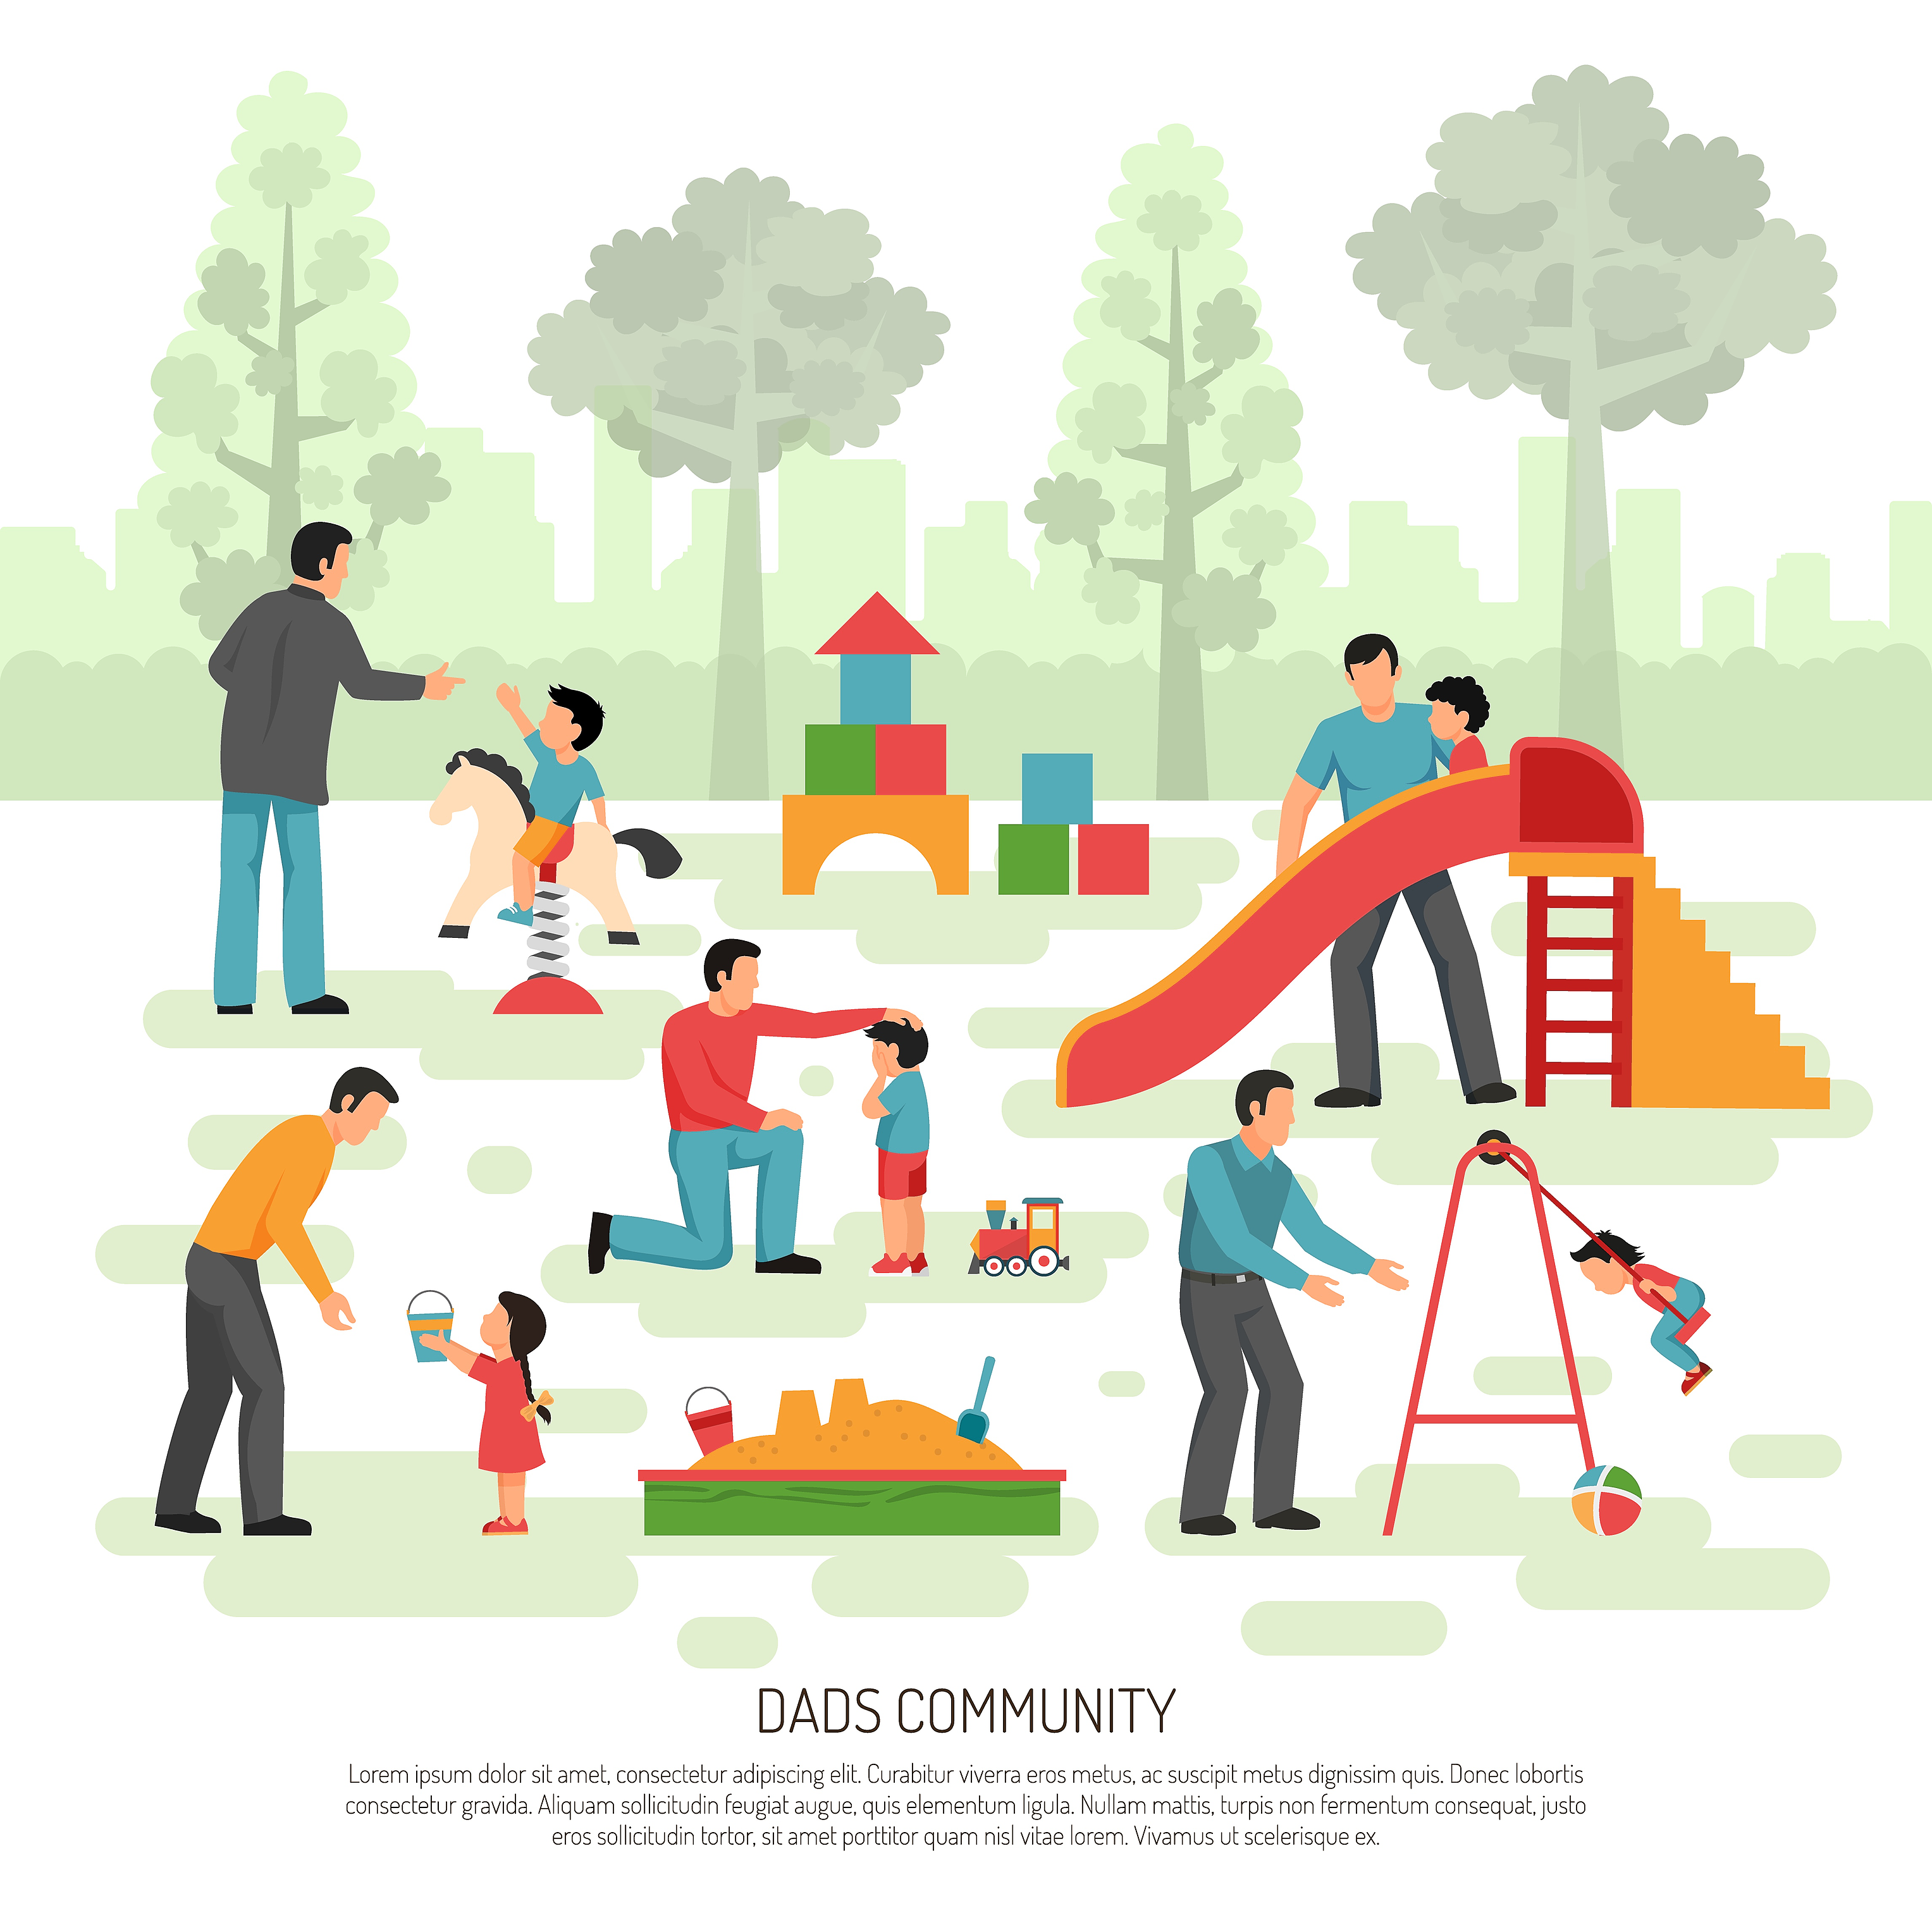 DADS COMMUNITY
Lorem ipsum dolor sit amet, consectetur adipiscing elit. Curabitur viverra eros metus, ac suscipit metus dignissim quis. Donec lobortis
consectetur gravida. Aliquam sollicitudin feugiat augue, quis elementum ligula. Nullam mattis, turpis non fermentum consequat, justo
eros sollicitudin tortor, sit amet porttitor quam nisl vitae lorem. Vivamus ut scelerisque ex.